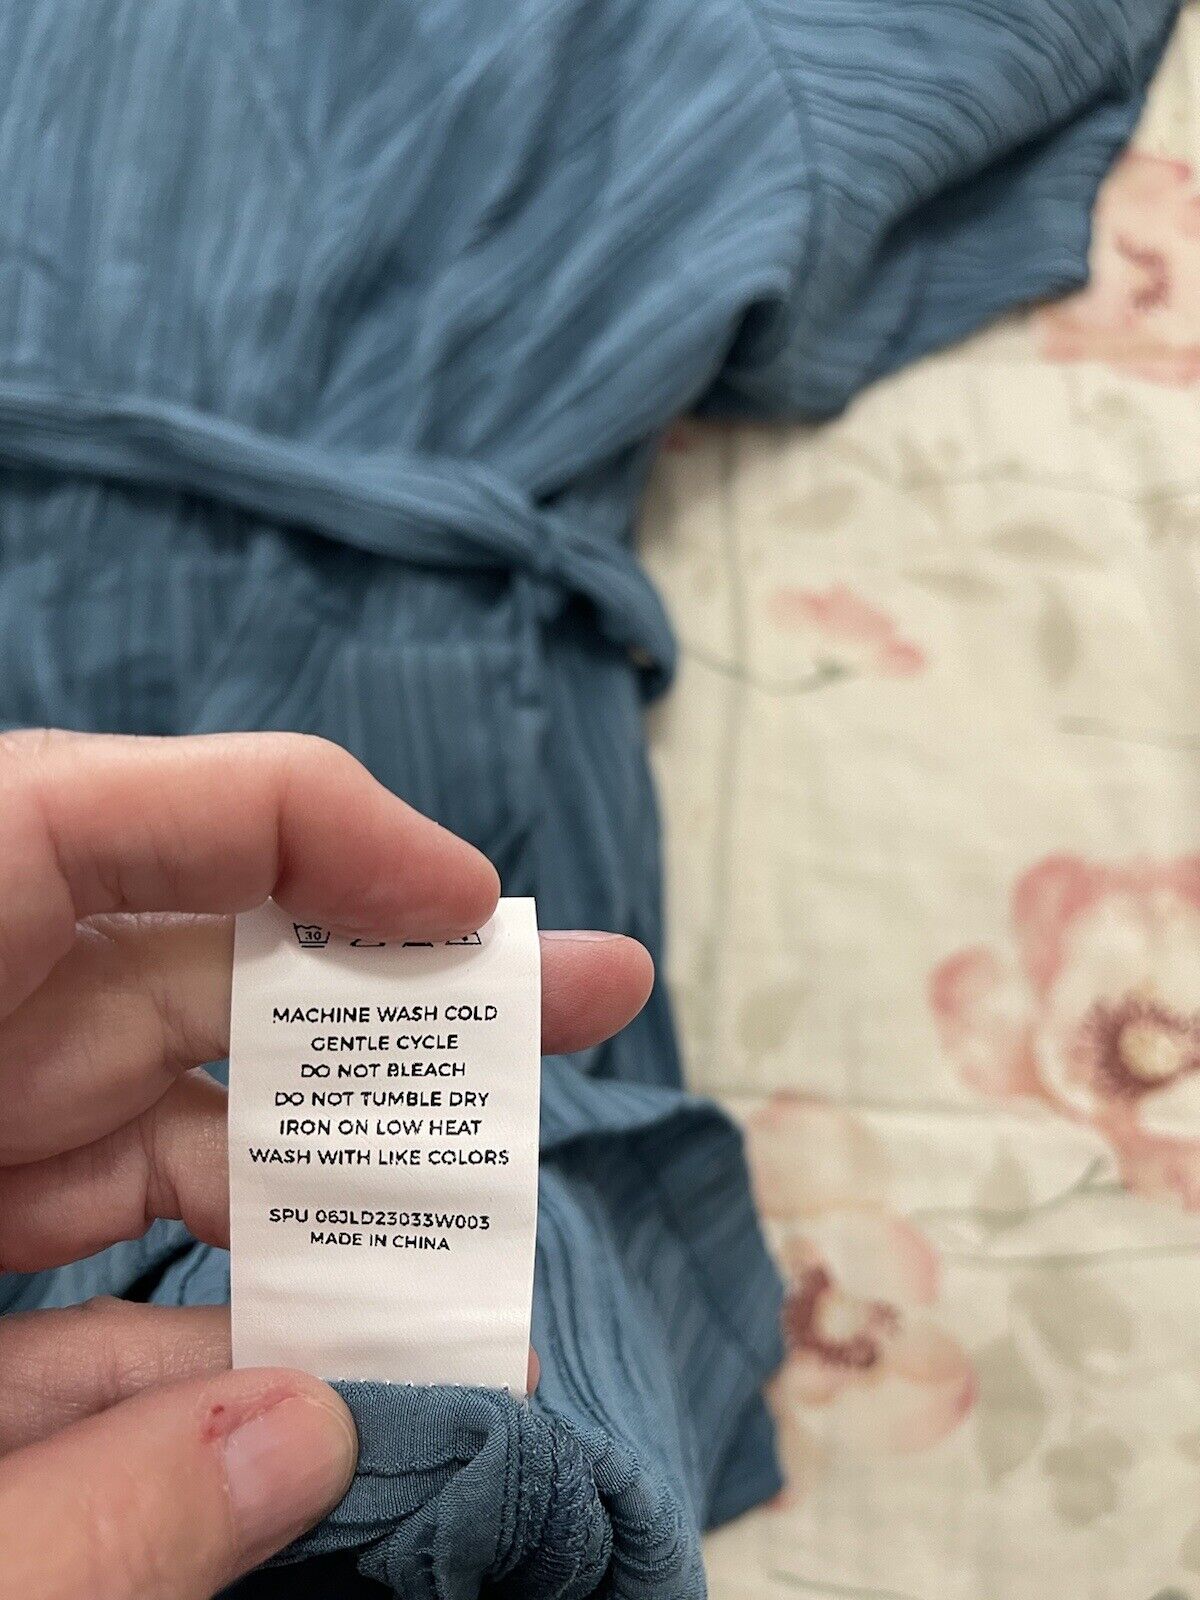 30
MACHINE WASH COLD
GENTLE CYCLE
DO NOT BLEACH
DO NOT TUMBLE DRY
IRON ON LOW HEAT
WASH WITH LIKE COLORS
SPU 06JLD23033W003
MADE IN CHINA